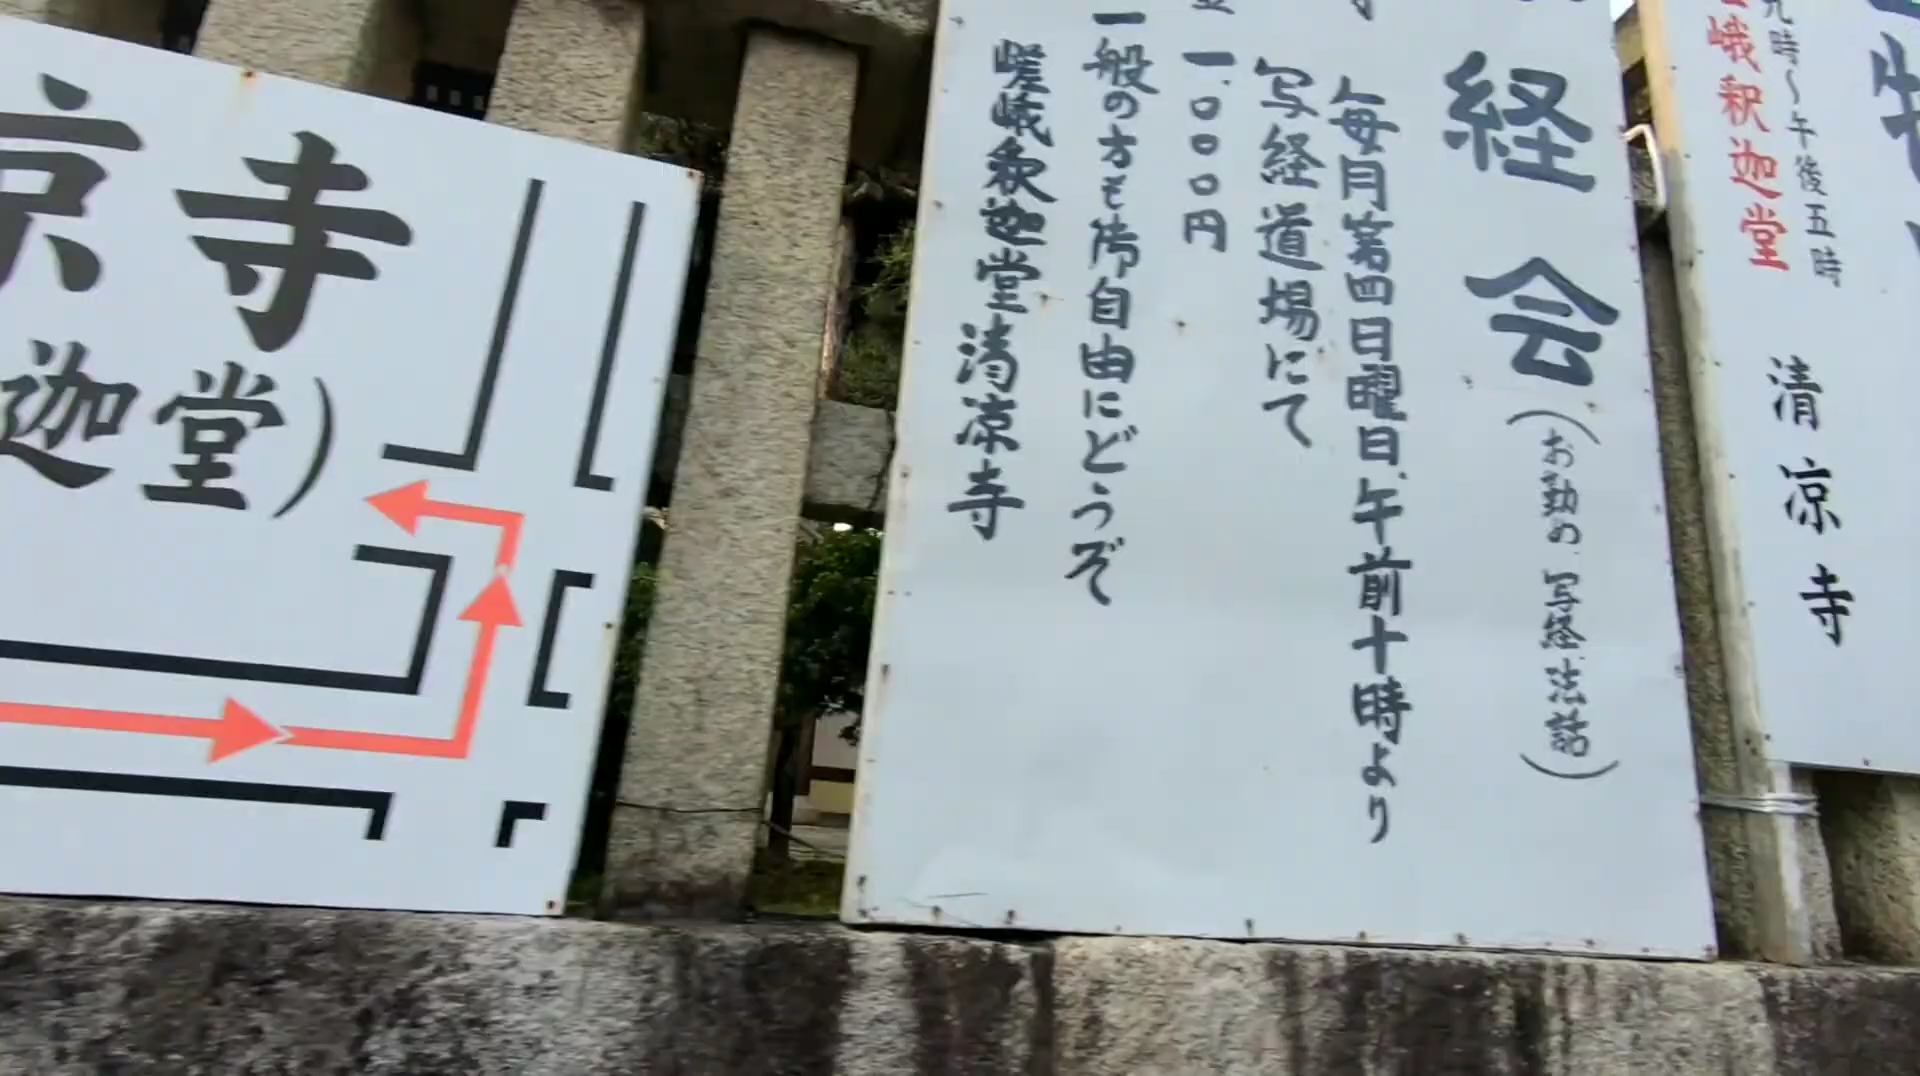 経会(お勤め、写経、法話)
毎月第四日曜日、午前十時より
写経道場にて
一、〇〇〇円
一般の方も御自由にどうぞ
嵯峨釈迦堂清凉寺
九時〜午後五時
峨釈迦堂
清凉寺
京寺
迦堂)